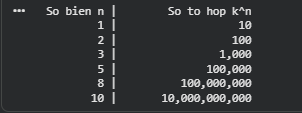 ••• So bien n | So to hop k^n
1 | 10
2 | 100
3 | 1,000
5 | 100,000
8 | 100,000,000
10 | 10,000,000,000